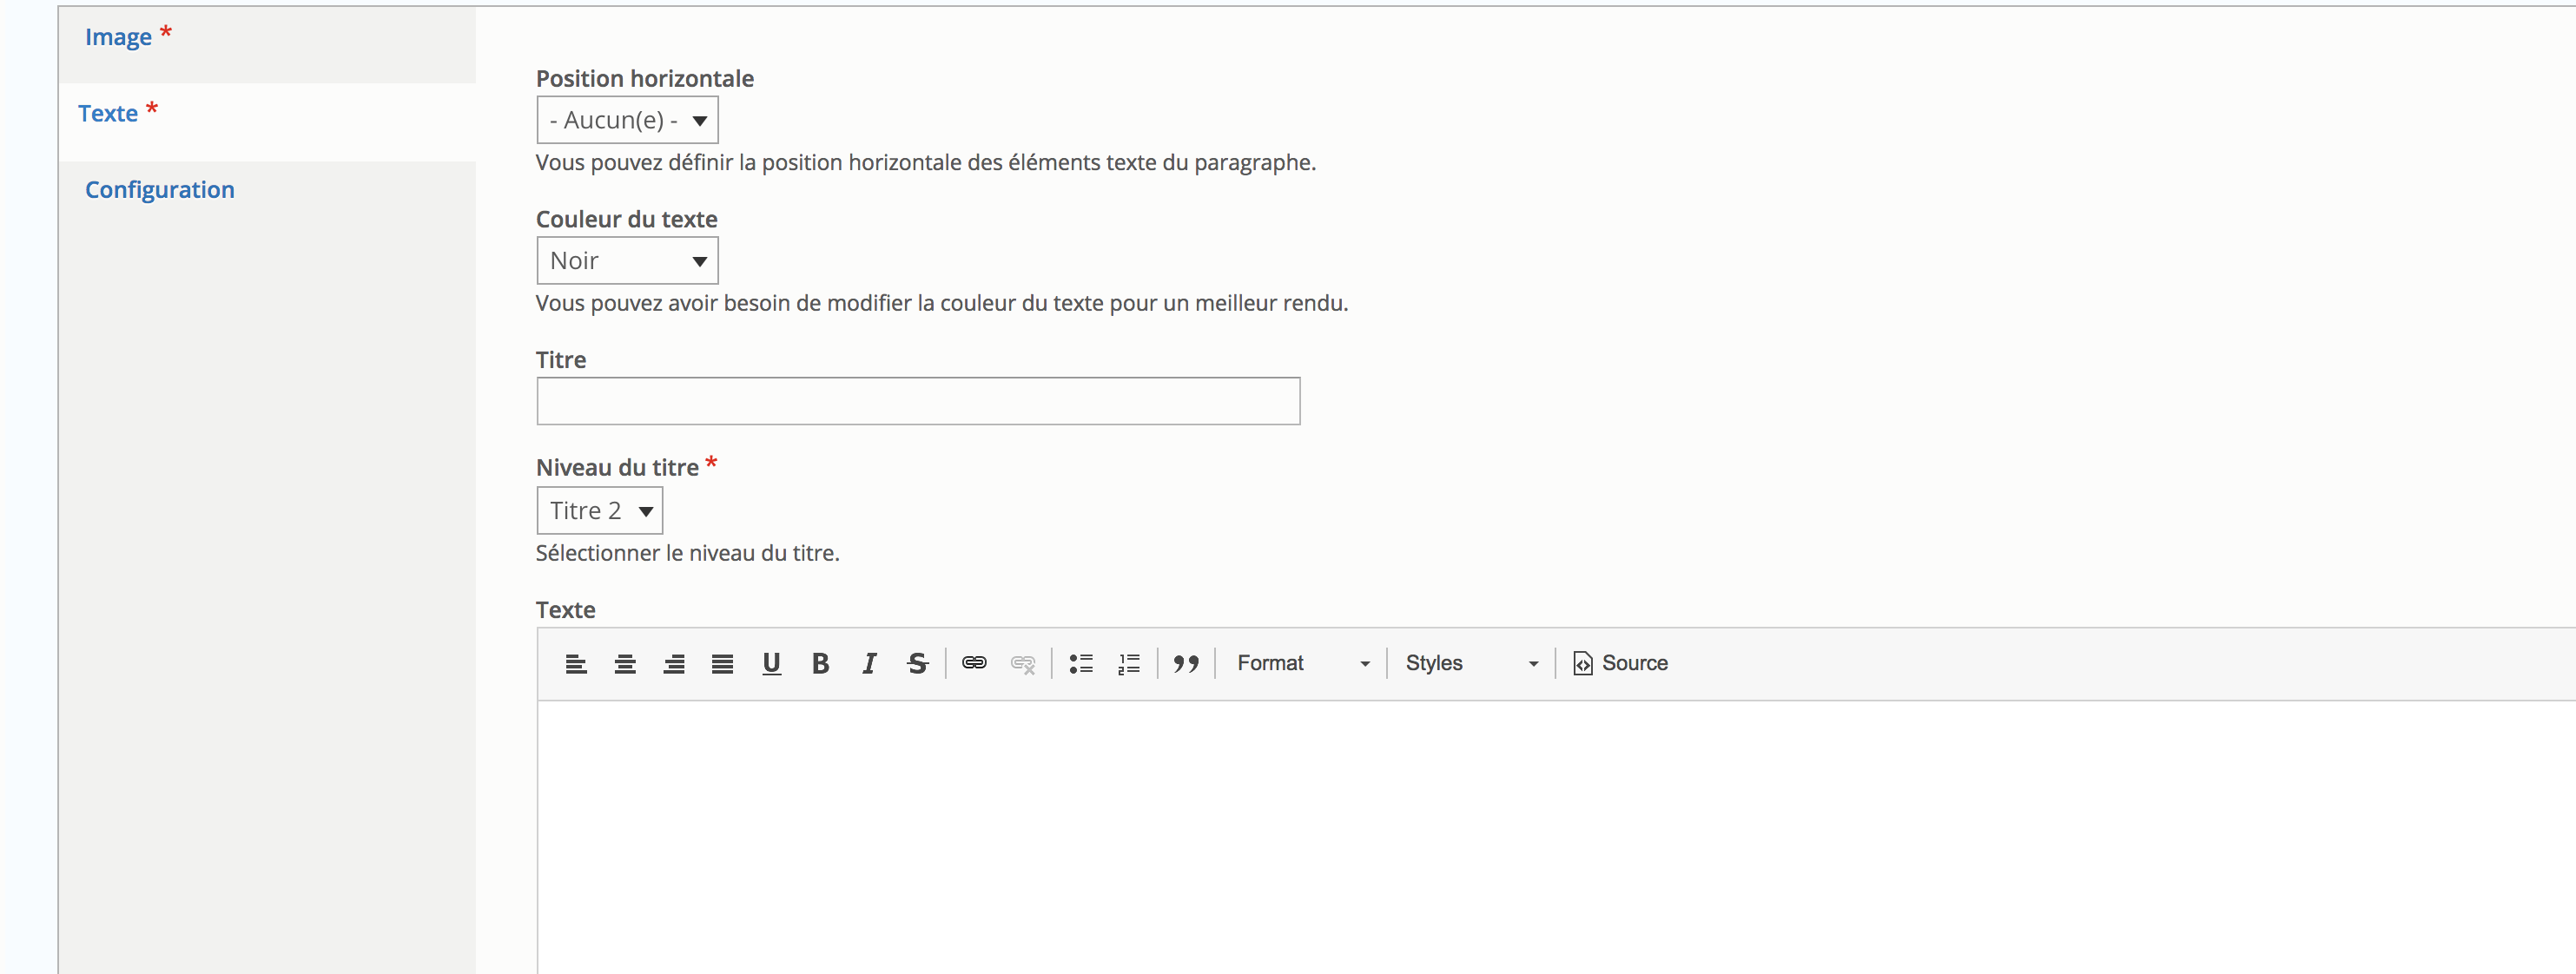 Image *
Texte *
Configuration
Position horizontale
- Aucun(e) -
Vous pouvez définir la position horizontale des éléments texte du paragraphe.
Couleur du texte
Noir
Vous pouvez avoir besoin de modifier la couleur du texte pour un meilleur rendu.
Titre
Niveau du titre *
Titre 2
Sélectionner le niveau du titre.
Texte
U B I S Format Styles Source